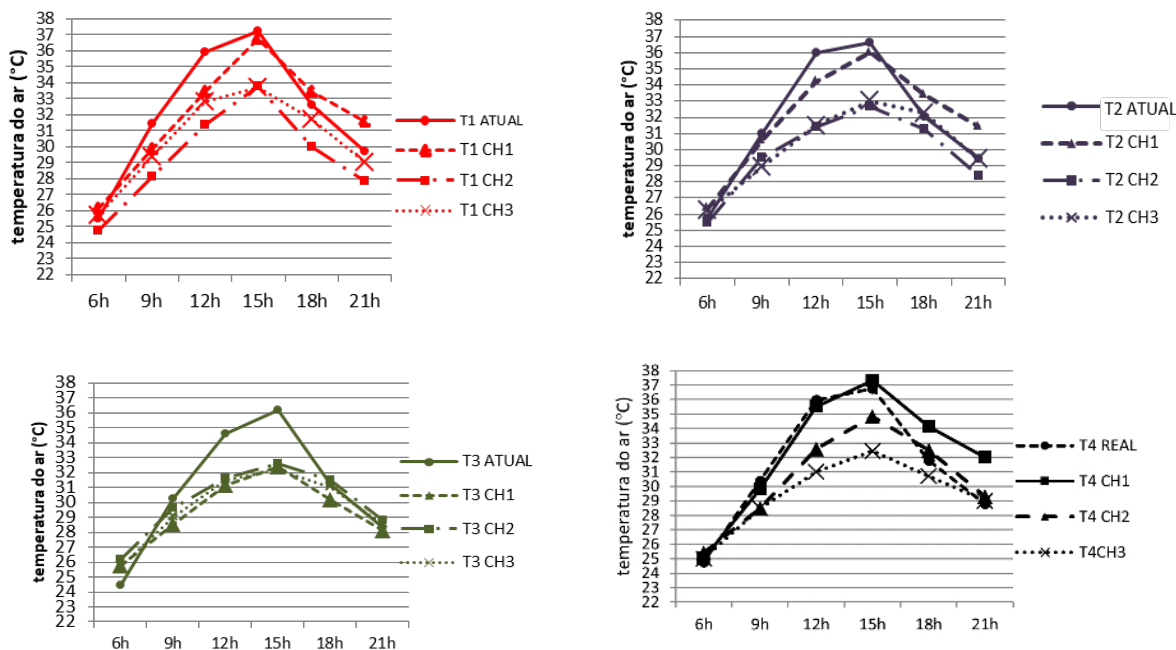 temperatura do ar (°C)
38
37
36
35
34
33
32
31
30
29
28
27
26
25
24
23
22
6h 9h 12h 15h 18h 21h
T1 ATUAL
T1 CH1
T1 CH2
T1 CH3
temperatura do ar (°C)
38
37
36
35
34
33
32
31
30
29
28
27
26
25
24
23
22
6h 9h 12h 15h 18h 21h
T2 ATUAL
T2 CH1
T2 CH2
T2 CH3
temperatura do ar (°C)
38
37
36
35
34
33
32
31
30
29
28
27
26
25
24
23
22
6h 9h 12h 15h 18h 21h
T3 ATUAL
T3 CH1
T3 CH2
T3 CH3
temperatura do ar (°C)
38
37
36
35
34
33
32
31
30
29
28
27
26
25
24
23
22
6h 9h 12h 15h 18h 21h
T4 REAL
T4 CH1
T4 CH2
T4CH3